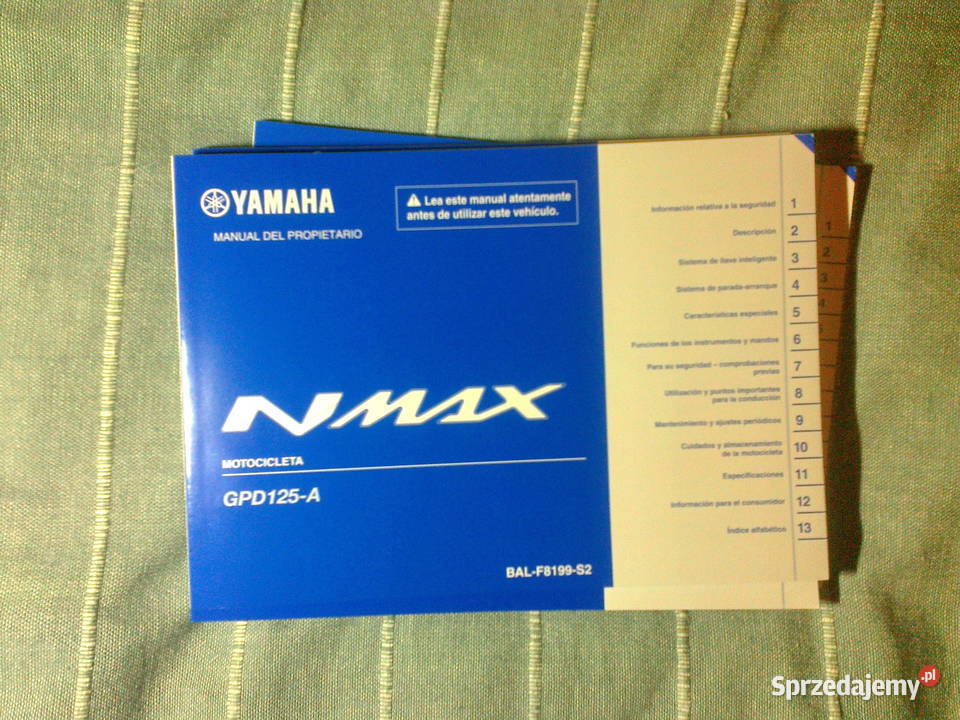 YAMAHA
MANUAL DEL PROPIETARIO
Lea este manual atentamente
antes de utilizar este vehículo.
NMAX
MOTOCICLETA
GPD125-A
BAL-F8199-S2
Información relativa a la seguridad 1
Descripción 2
Sistema de llave inteligente 3
Sistema de parada-arranque 4
Características especiales 5
Funciones de los instrumentos y mandos 6
Para su seguridad – comprobaciones
previas 7
Utilización y puntos importantes
para la conducción 8
Mantenimiento y ajustes periódicos 9
Cuidados y almacenamiento
de la motocicleta 10
Especificaciones 11
Información para el consumidor 12
Índice alfabético 13
1
2
3
4
Sprzedajemy.pl